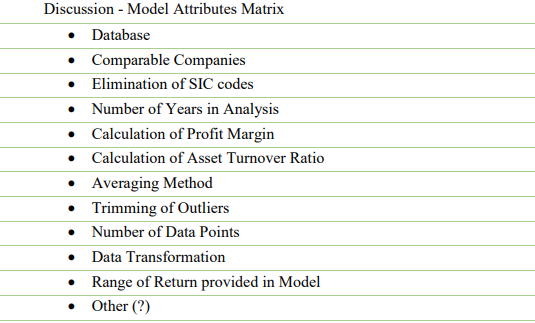 Discussion - Model Attributes Matrix
• Database
• Comparable Companies
• Elimination of SIC codes
• Number of Years in Analysis
• Calculation of Profit Margin
• Calculation of Asset Turnover Ratio
• Averaging Method
• Trimming of Outliers
• Number of Data Points
• Data Transformation
• Range of Return provided in Model
• Other (?)